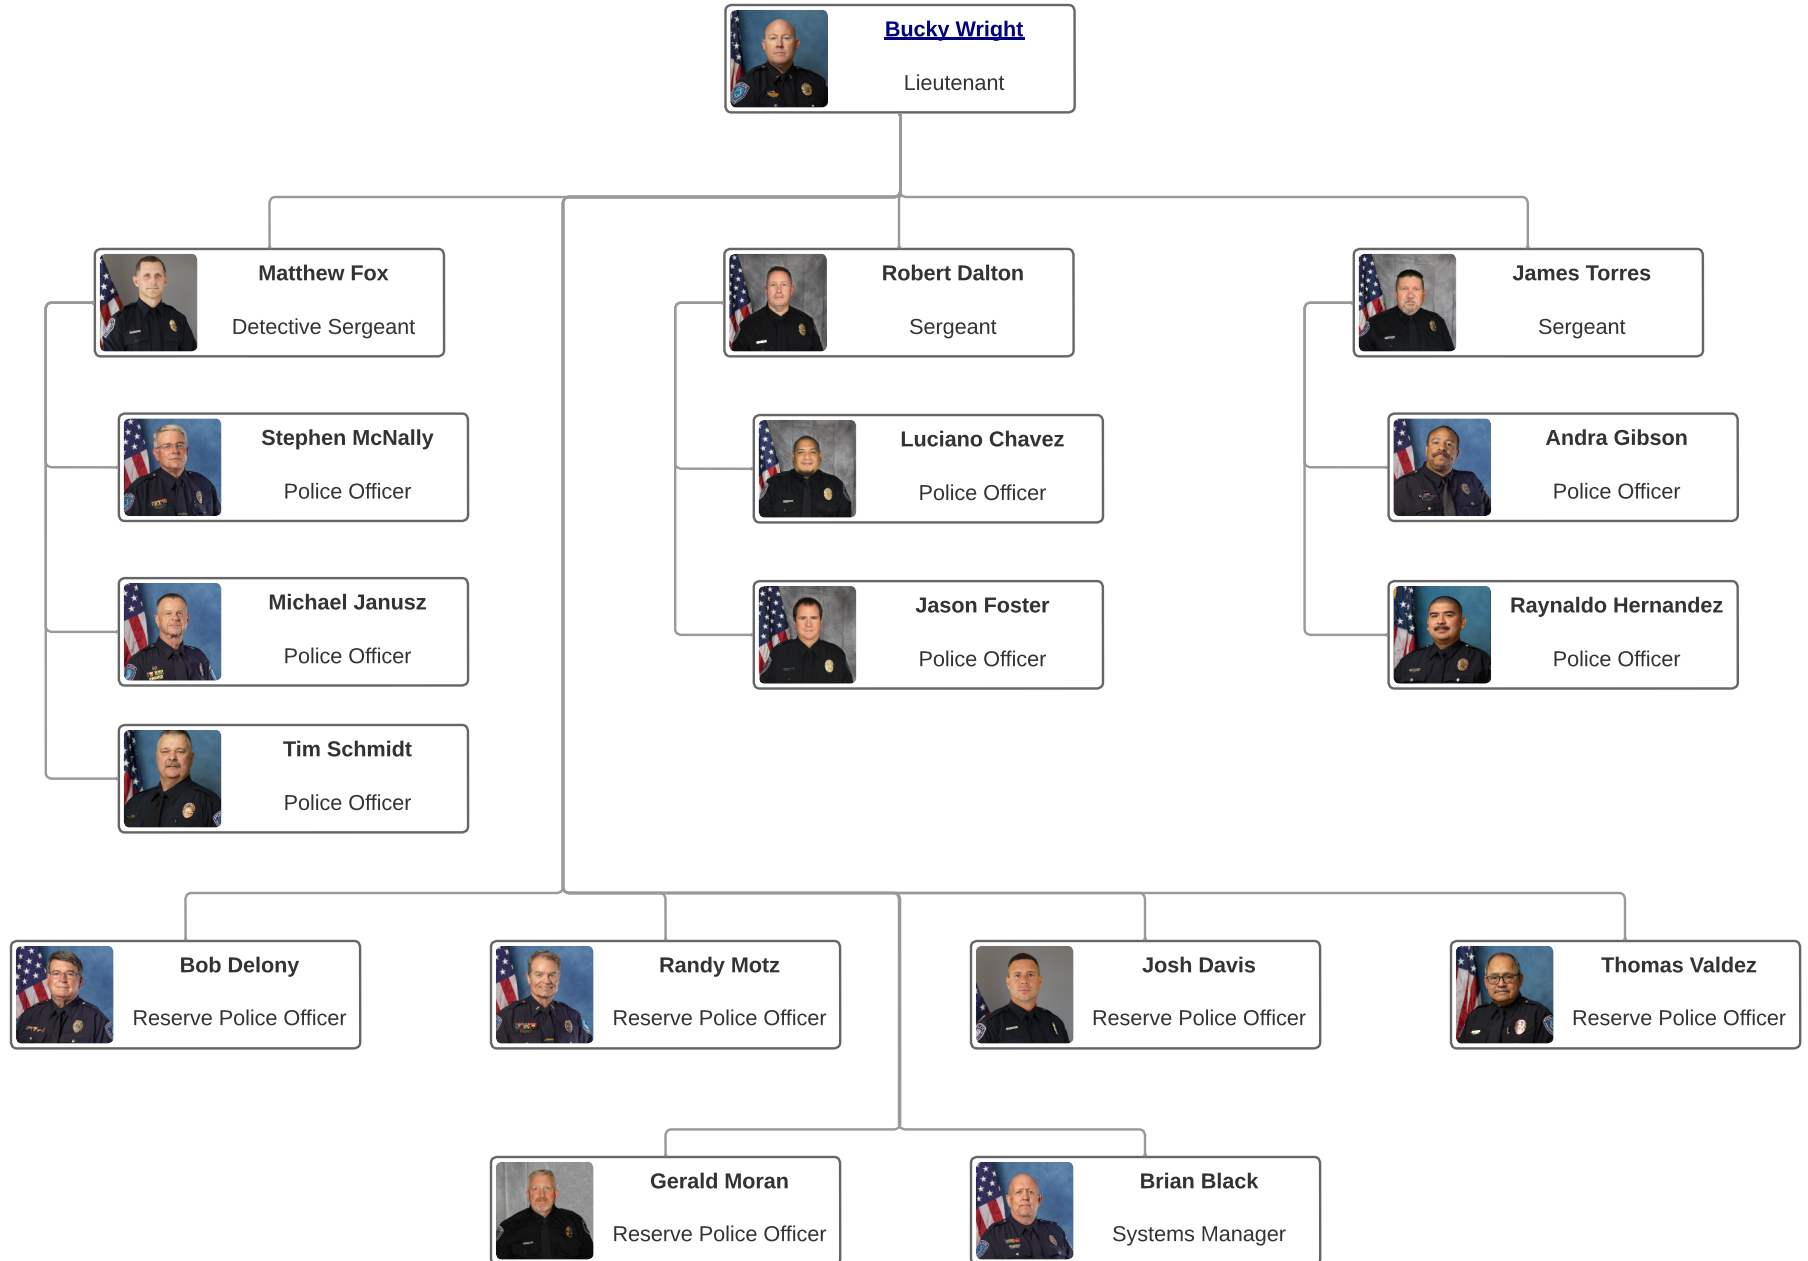 Bucky Wright
Lieutenant
Matthew Fox
Detective Sergeant
Robert Dalton
Sergeant
James Torres
Sergeant
Stephen McNally
Police Officer
Luciano Chavez
Police Officer
Andra Gibson
Police Officer
Michael Janusz
Police Officer
Jason Foster
Police Officer
Raynaldo Hernandez
Police Officer
Tim Schmidt
Police Officer
Bob Delony
Reserve Police Officer
Randy Motz
Reserve Police Officer
Josh Davis
Reserve Police Officer
Thomas Valdez
Reserve Police Officer
Gerald Moran
Reserve Police Officer
Brian Black
Systems Manager